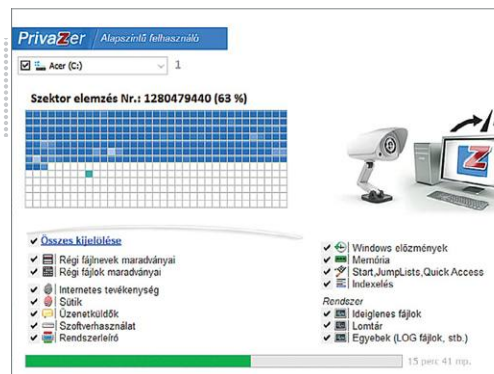 PrivaZer Alapszintű felhasználó
Acer (C:) 1
Szektor elemzés Nr.: 1280479440 (63 %)
Z
Összes kijelölése
Régi fájlnevek maradványai
Régi fájlok maradványai
Internetes tevékenység
Sütik
Üzenetküldők
Szoftverhasználat
Rendszerleíró
Windows előzmények
Memória
Start,JumpLists,Quick Access
Indexelés
Rendszer
Ideiglenes fájlok
Lomtár
Egyebek (LOG fájlok, stb.)
15 perc 41 mp.